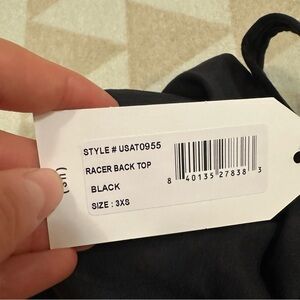 STYLE # USAT0955
RACER BACK TOP
BLACK
SIZE : 3XS
8 40135 27838 3